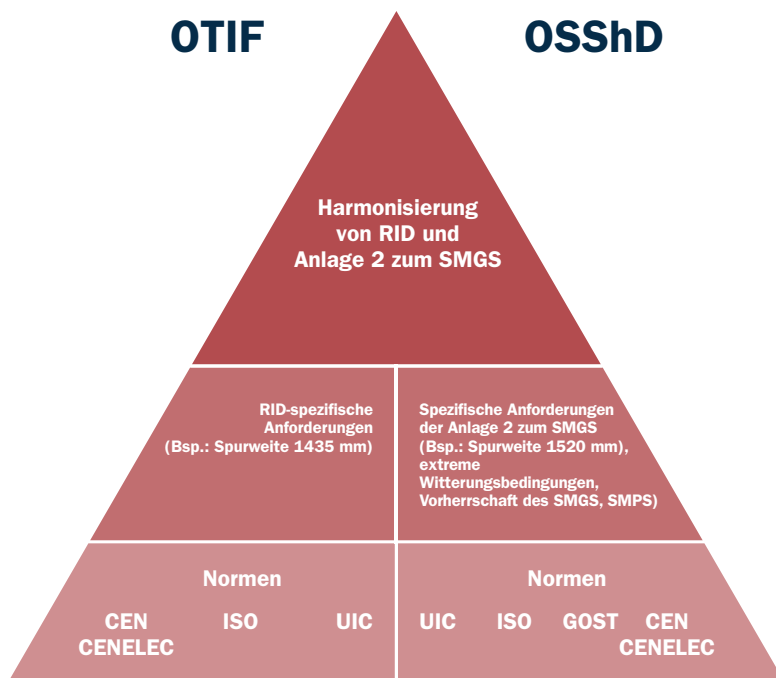 OTIF
OSShD
Harmonisierung
von RID und
Anlage 2 zum SMGS
RID-spezifische
Anforderungen
(Bsp.: Spurweite 1435 mm)
Spezifische Anforderungen
der Anlage 2 zum SMGS
(Bsp.: Spurweite 1520 mm),
extreme
Witterungsbedingungen,
Vorherrschaft des SMGS, SMPS)
Normen
CEN ISO UIC
CENELEC
Normen
UIC ISO GOST CEN
CENELEC